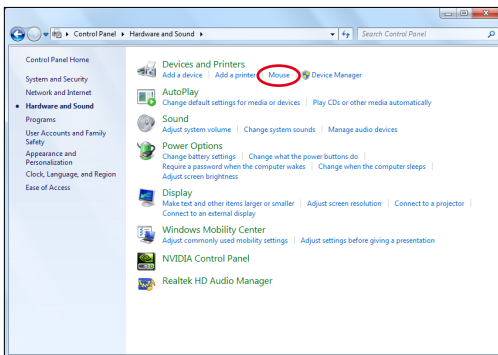 Control Panel ▸ Hardware and Sound ▸
Search Control Panel
Control Panel Home
System and Security
Network and Internet
Hardware and Sound
Programs
User Accounts and Family
Safety
Appearance and
Personalization
Clock, Language, and Region
Ease of Access
Devices and Printers
Add a device | Add a printer | Mouse | Device Manager
AutoPlay
Change default settings for media or devices | Play CDs or other media automatically
Sound
Adjust system volume | Change system sounds | Manage audio devices
Power Options
Change battery settings | Change what the power buttons do |
Require a password when the computer wakes | Change when the computer sleeps |
Adjust screen brightness
Display
Make text and other items larger or smaller | Adjust screen resolution | Connect to a projector |
Connect to an external display
Windows Mobility Center
Adjust commonly used mobility settings | Adjust settings before giving a presentation
NVIDIA Control Panel
Realtek HD Audio Manager